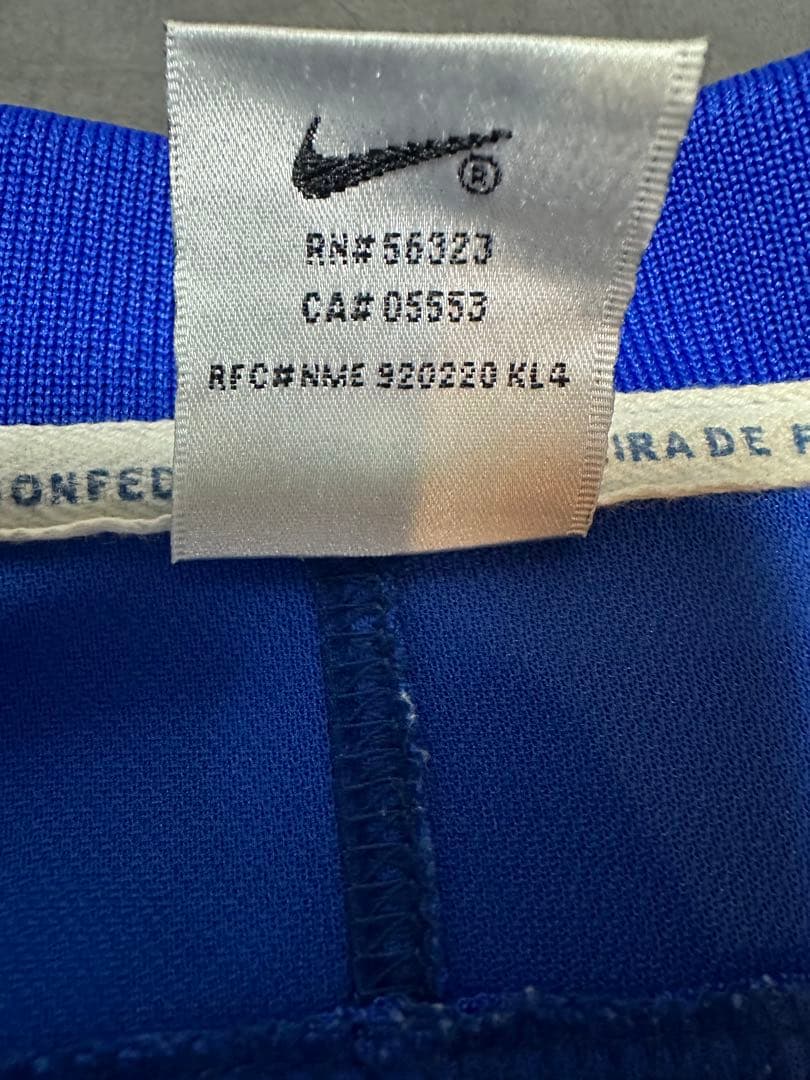 ®
RN# 56323
CA# 05553
RFC#NME 920220 KL4
ONFED
IRA DE F